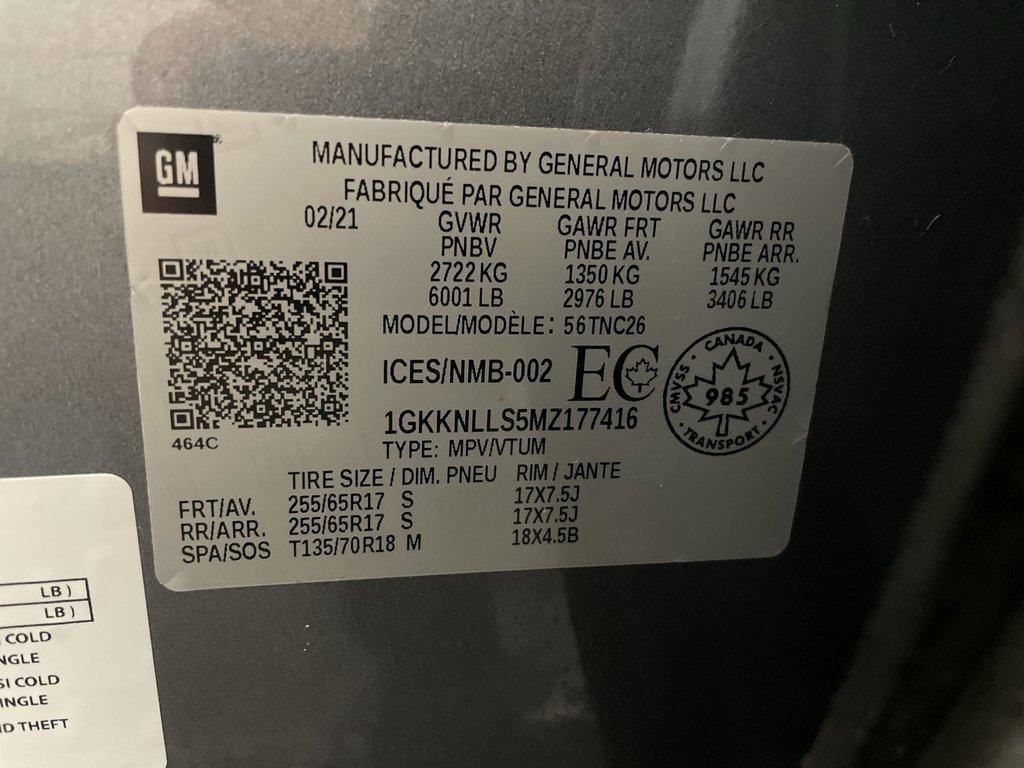 GM
MANUFACTURED BY GENERAL MOTORS LLC
FABRIQUÉ PAR GENERAL MOTORS LLC
02/21 GVWR GAWR FRT GAWR RR
PNBV PNBE AV. PNBE ARR.
2722 KG 1350 KG 1545 KG
6001 LB 2976 LB 3406 LB
MODEL/MODÈLE: 56TNC26
ICES/NMB-002 EC
CANADA
CMVSS 985 NSVAC
TRANSPORT
1GKKNLLS5MZ177416
464C
TYPE: MPV/VTUM
TIRE SIZE / DIM. PNEU RIM / JANTE
FRT/AV. 255/65R17 S 17X7.5J
RR/ARR. 255/65R17 S 17X7.5J
SPA/SOS T135/70R18 M 18X4.5B
LB )
LB )
COLD
COLD
D THEFT